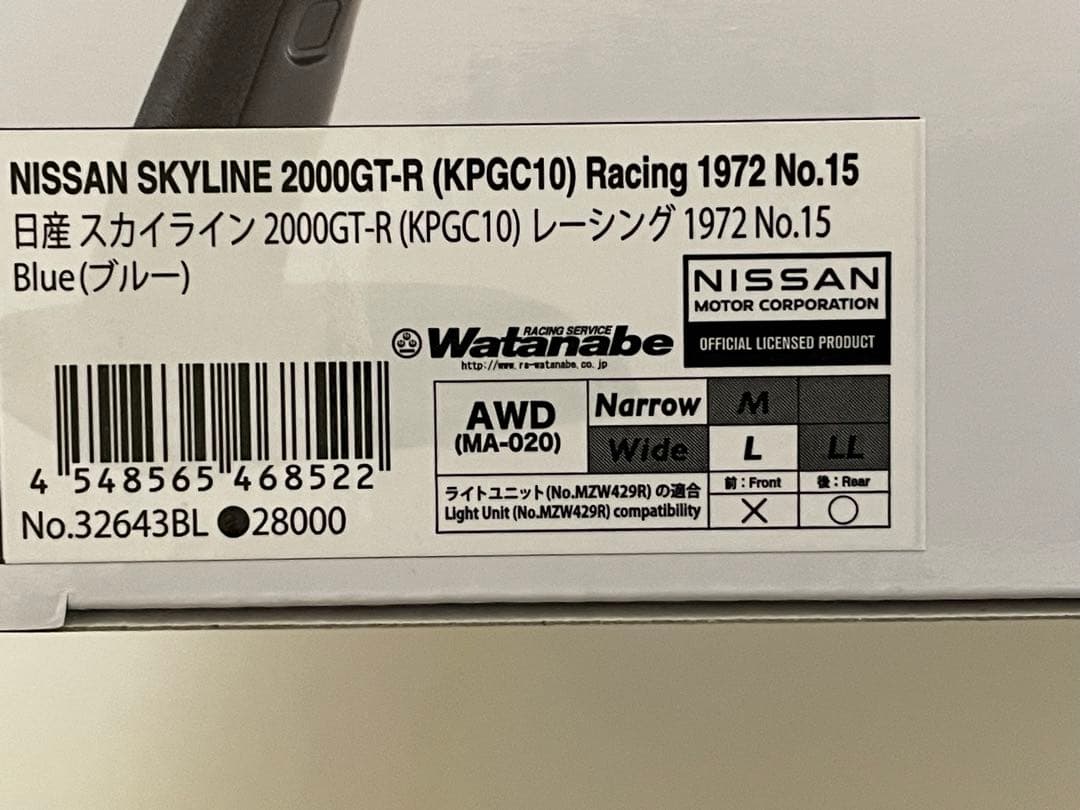 NISSAN SKYLINE 2000GT-R (KPGC10) Racing 1972 No.15
日産 スカイライン 2000GT-R (KPGC10) レーシング 1972 No.15
Blue(ブルー)
NISSAN
MOTOR CORPORATION
OFFICIAL LICENSED PRODUCT
RACING SERVICE
Watanabe
http://www.rs-watanabe.co.jp
AWD
(MA-020)
Narrow M
Wide L LL
4 548565 468522
No.32643BL ●28000
ライトユニット(No.MZW429R) の適合
Light Unit (No.MZW429R) compatibility
前:Front 後:Rear
× ○